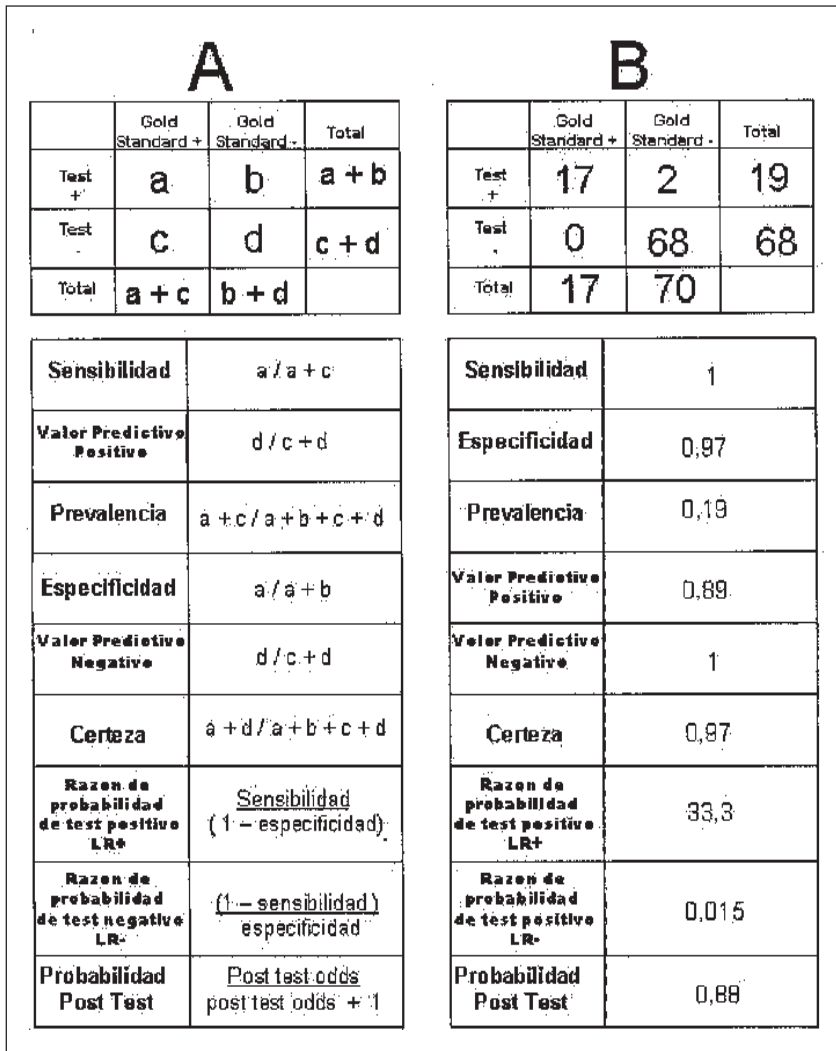 A
Gold Standard +
Gold Standard -
Total
Test +
a
b
a + b
Test -
c
d
c + d
Total
a + c
b + d
Sensibilidad
a / a + c
Valor Predictivo Positivo
d / c + d
Prevalencia
a + c / a + b + c + d
Especificidad
a / a + b
Valor Predictivo Negativo
d / c + d
Certeza
a + d / a + b + c + d
Razon de
probabilidad
de test positivo
LR+
Sensibilidad
( 1 – especificidad)
Razon de
probabilidad
de test negativo
LR-
(1 – sensibilidad )
especificidad
Probabilidad
Post Test
Post test odds
post test odds + 1
B
Gold Standard +
Gold Standard -
Total
Test +
17
2
19
Test -
0
68
68
Total
17
70
Sensibilidad
1
Especificidad
0,97
Prevalencia
0,19
Valor Predictivo Positivo
0,89
Valor Predictivo Negativo
1
Certeza
0,97
Razon de
probabilidad
de test positivo
LR+
33,3
Razon de
probabilidad
de test positivo
LR-
0,015
Probabilidad
Post Test
0,88